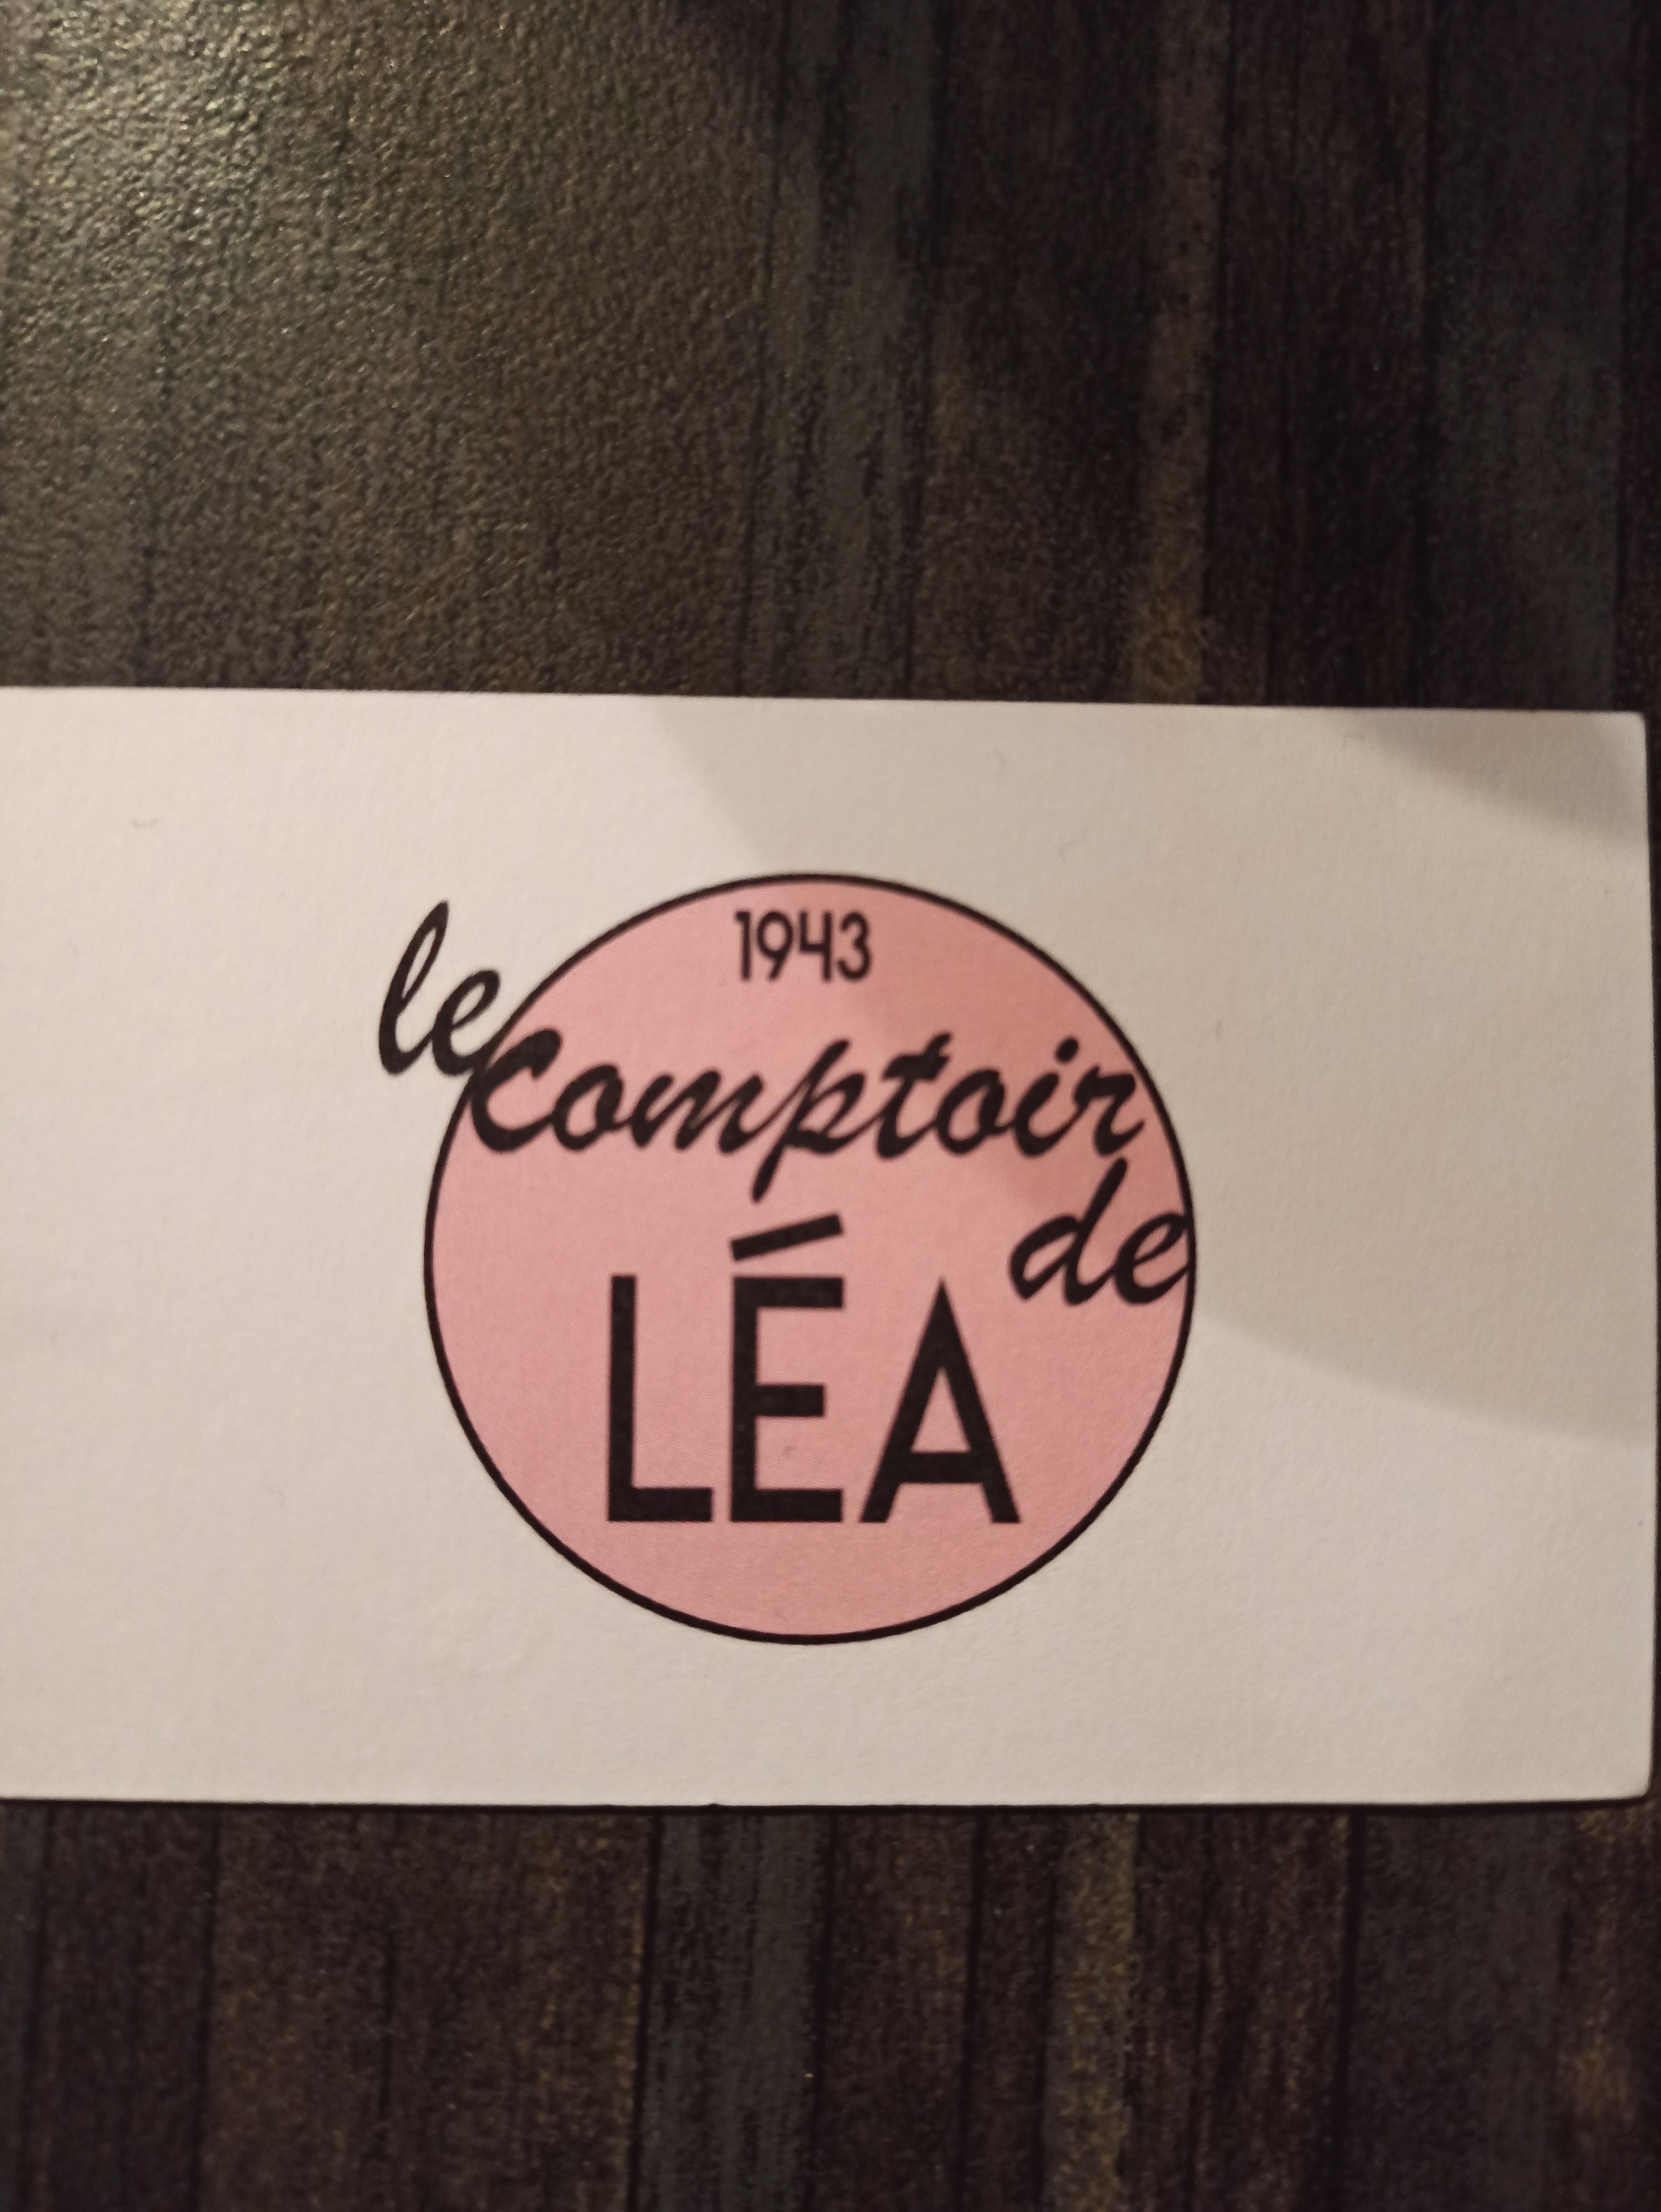 1943
le comptoir
de
LÉA